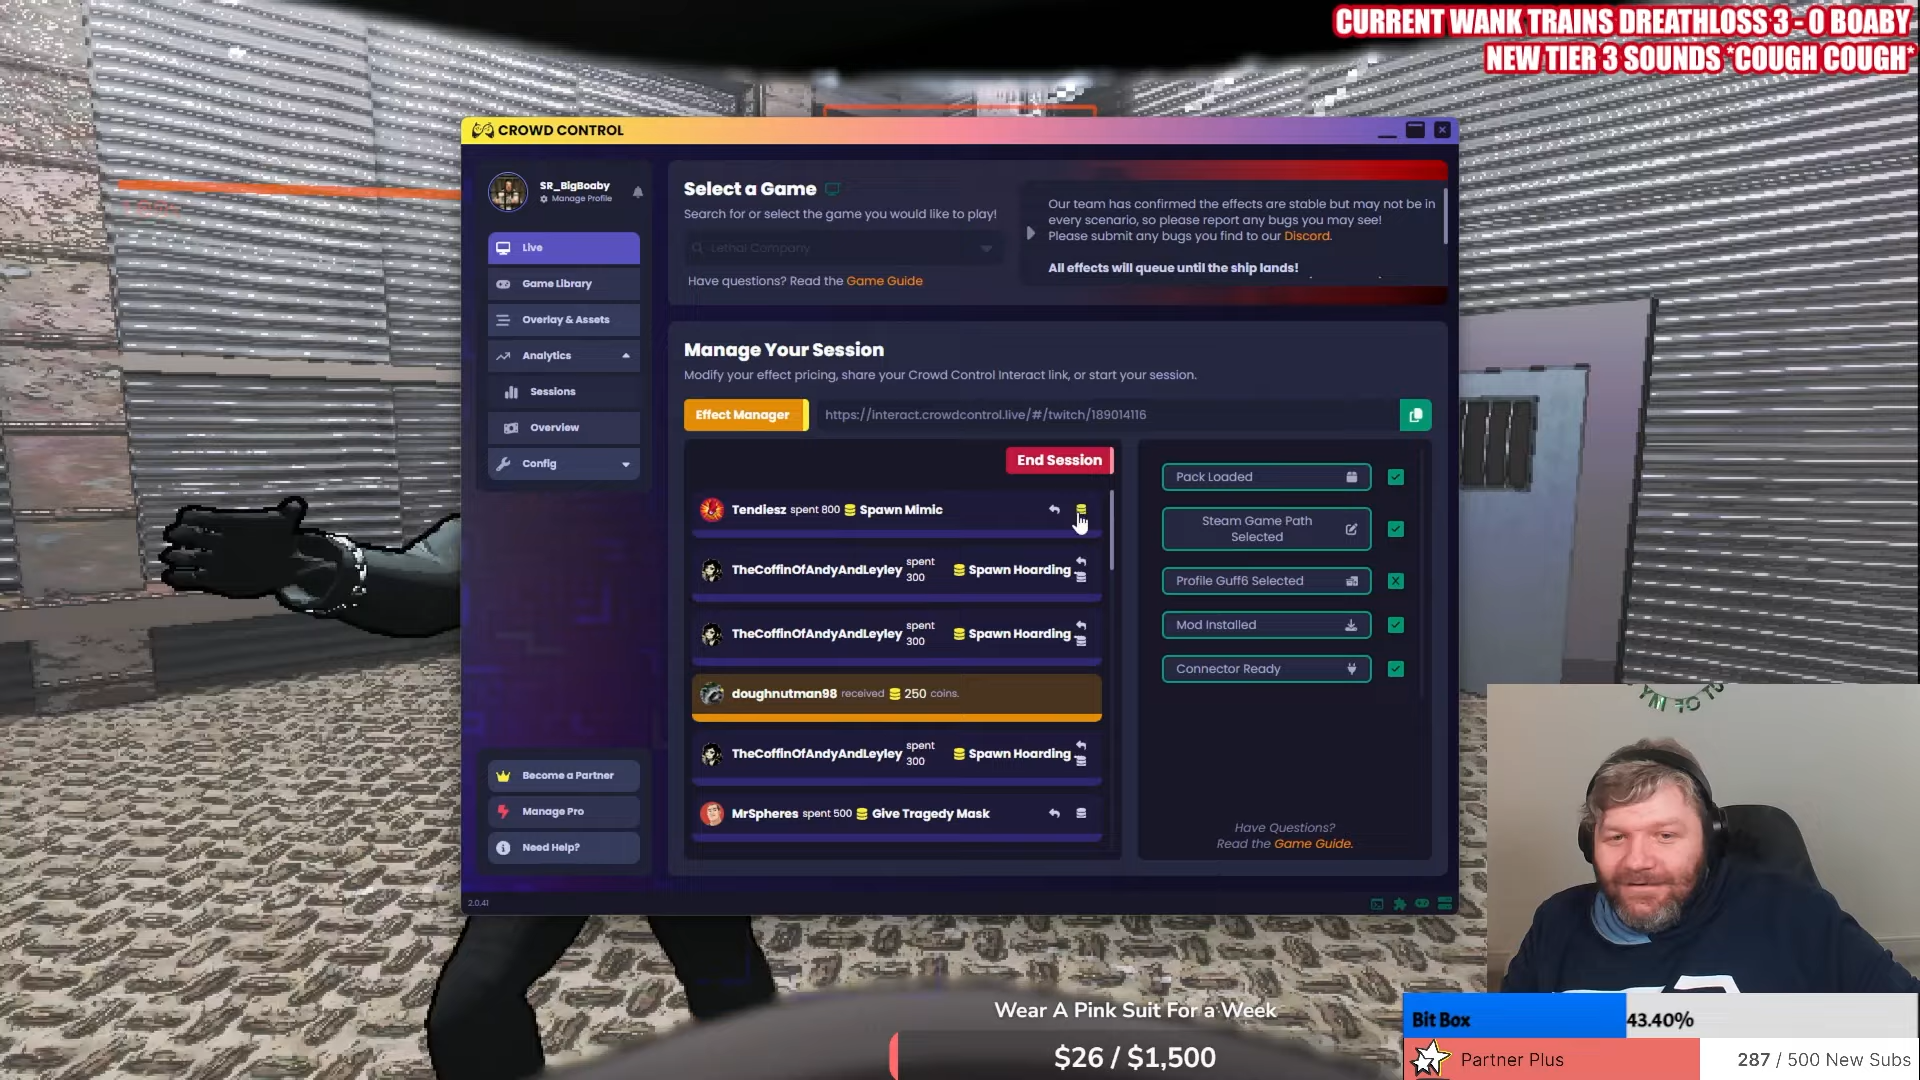 CURRENT WANK TRAINS DREATHLOSS 3 - 0 BOABY
NEW TIER 3 SOUNDS *COUGH COUGH*
CROWD CONTROL
SR_BigBoaby
Manage Profile
Live
Game Library
Overlay & Assets
Analytics
Sessions
Overview
Config
Become a Partner
Manage Pro
Need Help?
2.0.41
Select a Game
Search for or select the game you would like to play!
Lethal Company
Have questions? Read the Game Guide
Our team has confirmed the effects are stable but may not be in
every scenario, so please report any bugs you may see!
Please submit any bugs you find to our Discord.
All effects will queue until the ship lands!
Manage Your Session
Modify your effect pricing, share your Crowd Control Interact link, or start your session.
Effect Manager
https://interact.crowdcontrol.live/#/twitch/189014116
End Session
Tendiesz spent 800 Spawn Mimic
TheCoffinOfAndyAndLeyley spent 300 Spawn Hoarding
TheCoffinOfAndyAndLeyley spent 300 Spawn Hoarding
doughnutman98 received 250 coins.
TheCoffinOfAndyAndLeyley spent 300 Spawn Hoarding
MrSpheres spent 500 Give Tragedy Mask
Pack Loaded
Steam Game Path
Selected
Profile Guff6 Selected
Mod Installed
Connector Ready
Have Questions?
Read the Game Guide.
Wear A Pink Suit For a Week
$26 / $1,500
Bit Box 43.40%
Partner Plus 287 / 500 New Subs